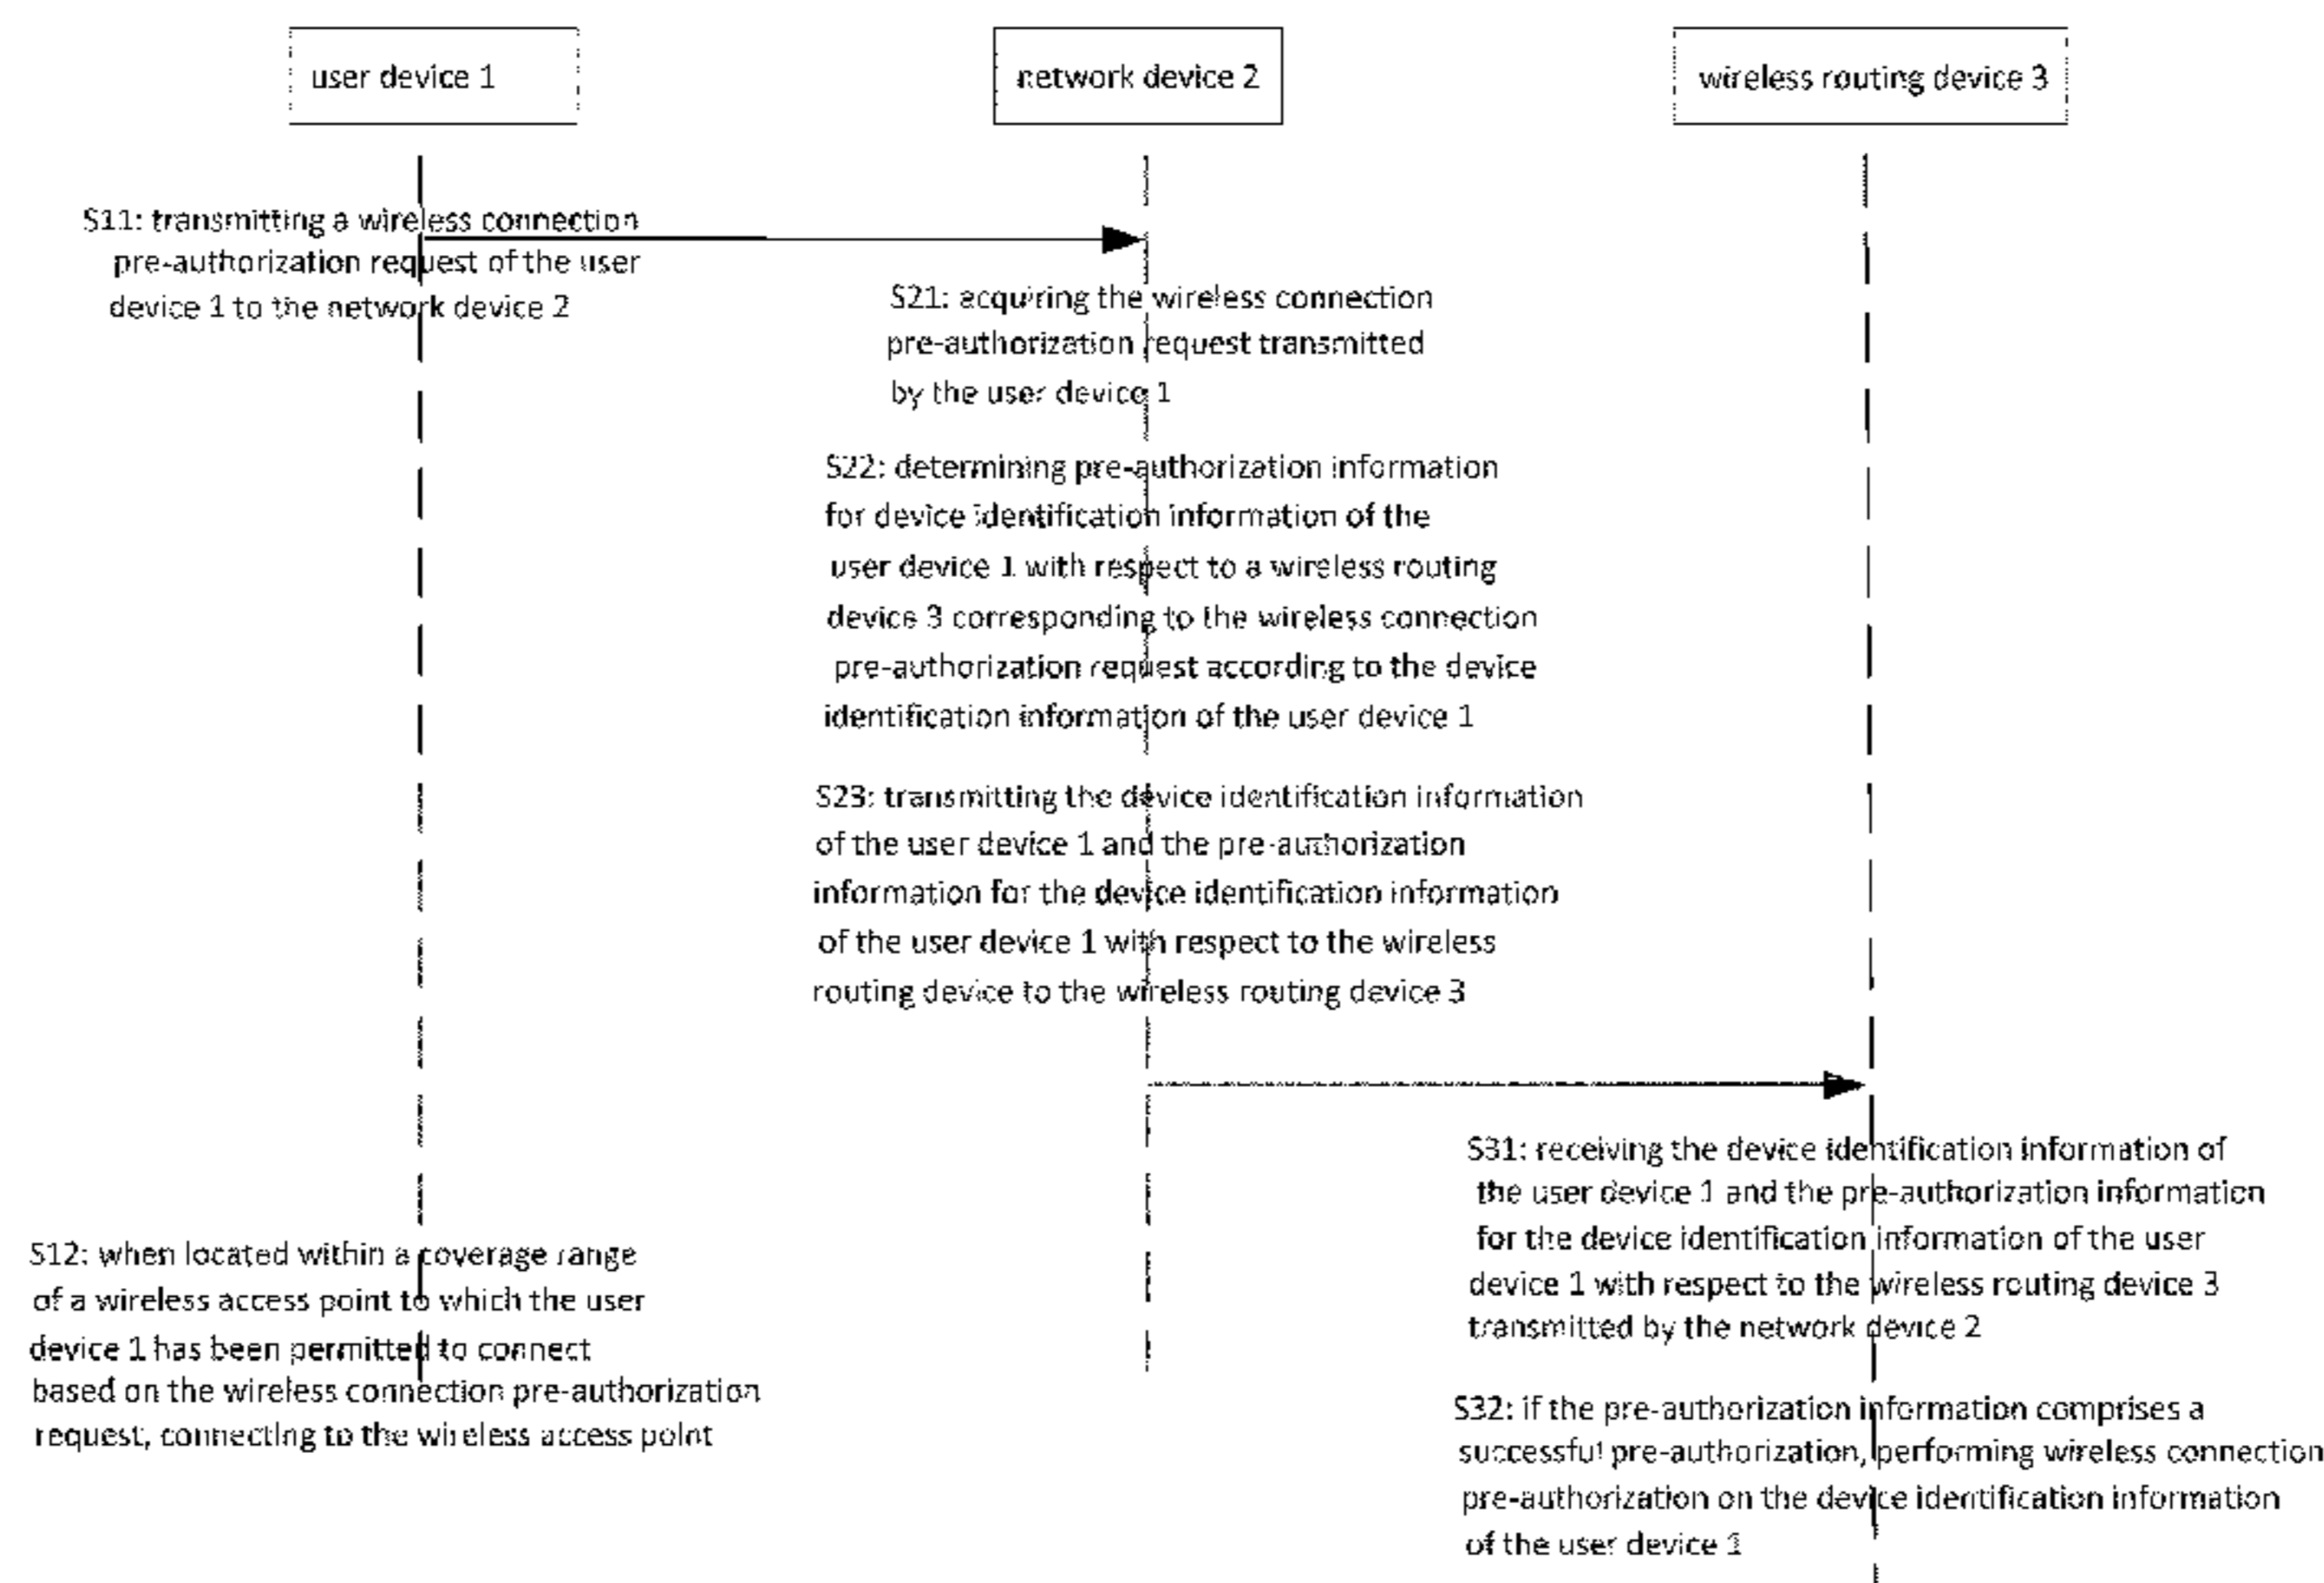 user device 1
network device 2
wireless routing device 3
S11: transmitting a wireless connection
pre-authorization request of the user
device 1 to the network device 2
S21: acquiring the wireless connection
pre-authorization request transmitted
by the user device 1
S22: determining pre-authorization information
for device identification information of the
user device 1 with respect to a wireless routing
device 3 corresponding to the wireless connection
pre-authorization request according to the device
identification information of the user device 1
S23: transmitting the device identification information
of the user device 1 and the pre-authorization
information for the device identification information
of the user device 1 with respect to the wireless
routing device to the wireless routing device 3
S31: receiving the device identification information of
the user device 1 and the pre-authorization information
for the device identification information of the user
device 1 with respect to the wireless routing device 3
transmitted by the network device 2
S12: when located within a coverage range
of a wireless access point to which the user
device 1 has been permitted to connect
based on the wireless connection pre-authorization
request, connecting to the wireless access point
S32: if the pre-authorization information comprises a
successful pre-authorization, performing wireless connection
pre-authorization on the device identification information
of the user device 1